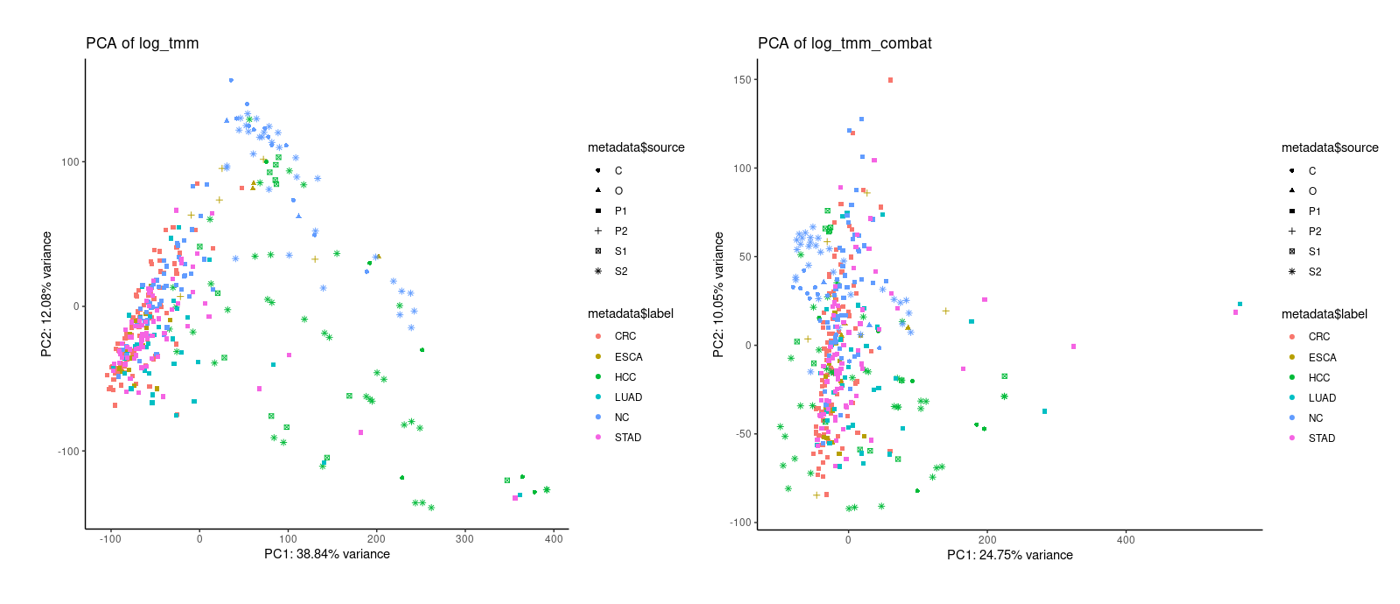 PCA of log_tmm
100
0
-100
PC2: 12.08% variance
-100
0
100
200
300
400
PC1: 38.84% variance
metadata$source
C
O
P1
P2
S1
S2
metadata$label
CRC
ESCA
HCC
LUAD
NC
STAD
PCA of log_tmm_combat
150
100
50
0
-50
-100
PC2: 10.05% variance
0
200
400
PC1: 24.75% variance
metadata$source
C
O
P1
P2
S1
S2
metadata$label
CRC
ESCA
HCC
LUAD
NC
STAD